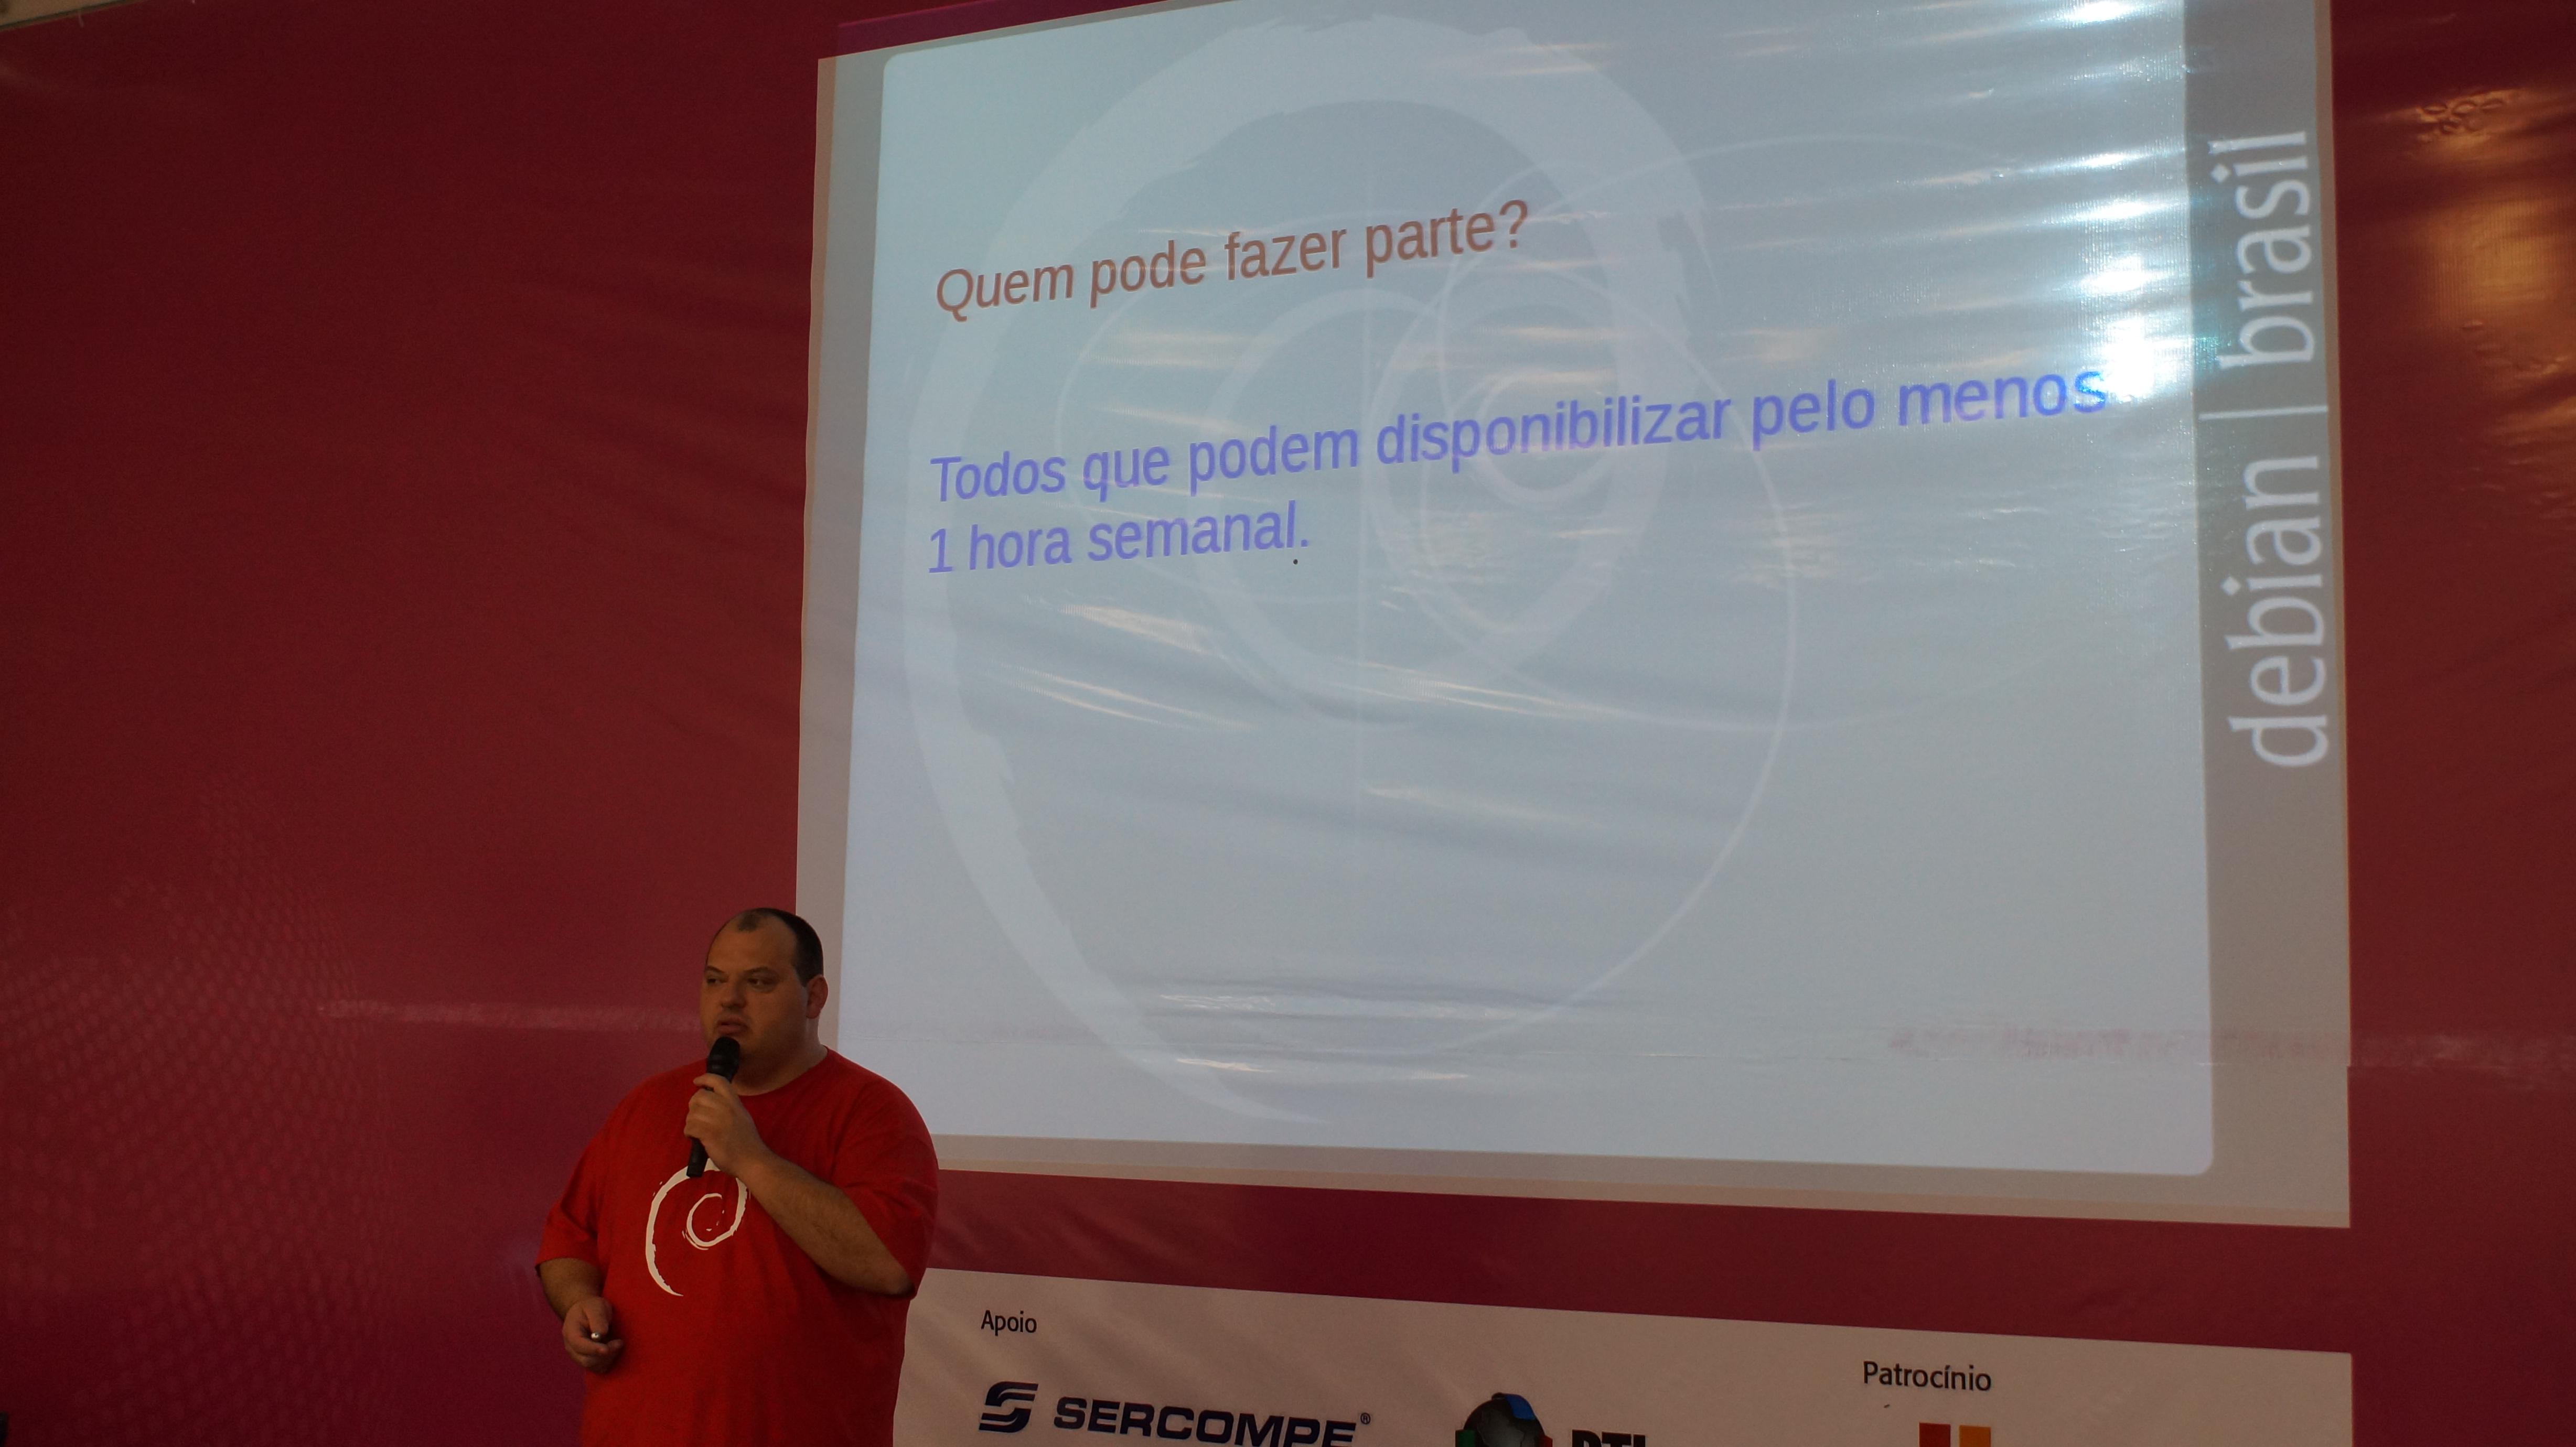 Quem pode fazer parte?
Todos que podem disponibilizar pelo menos
1 hora semanal.
debian | brasil
Apoio
SERCOMPE®
Patrocínio